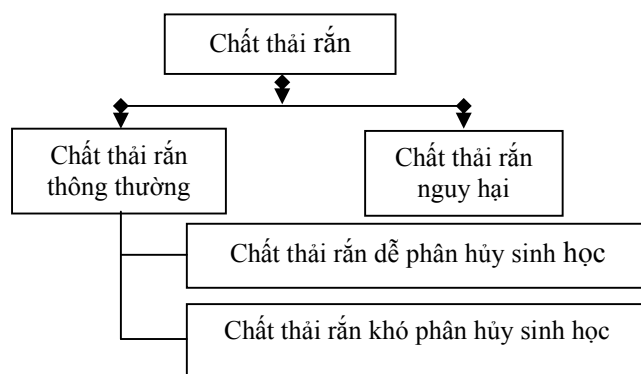 Chất thải rắn
Chất thải rắn
thông thường
Chất thải rắn
nguy hại
Chất thải rắn dễ phân hủy sinh học
Chất thải rắn khó phân hủy sinh học